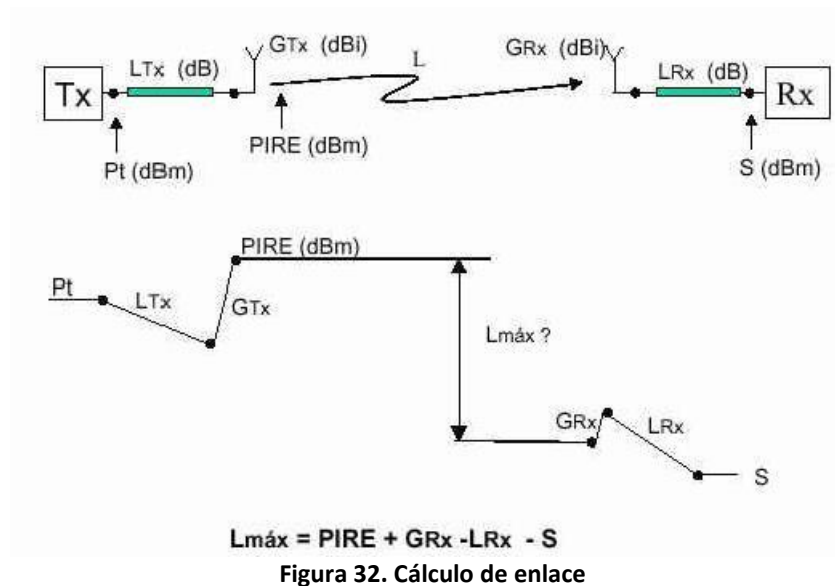 GTx (dBi)
L
GRx (dBi)
LTx (dB)
LRx (dB)
Tx
Rx
PIRE (dBm)
Pt (dBm)
S (dBm)
PIRE (dBm)
Pt
LTx
GTx
Lmáx ?
GRx
LRx
S
Lmáx = PIRE + GRx -LRx - S
Figura 32. Cálculo de enlace